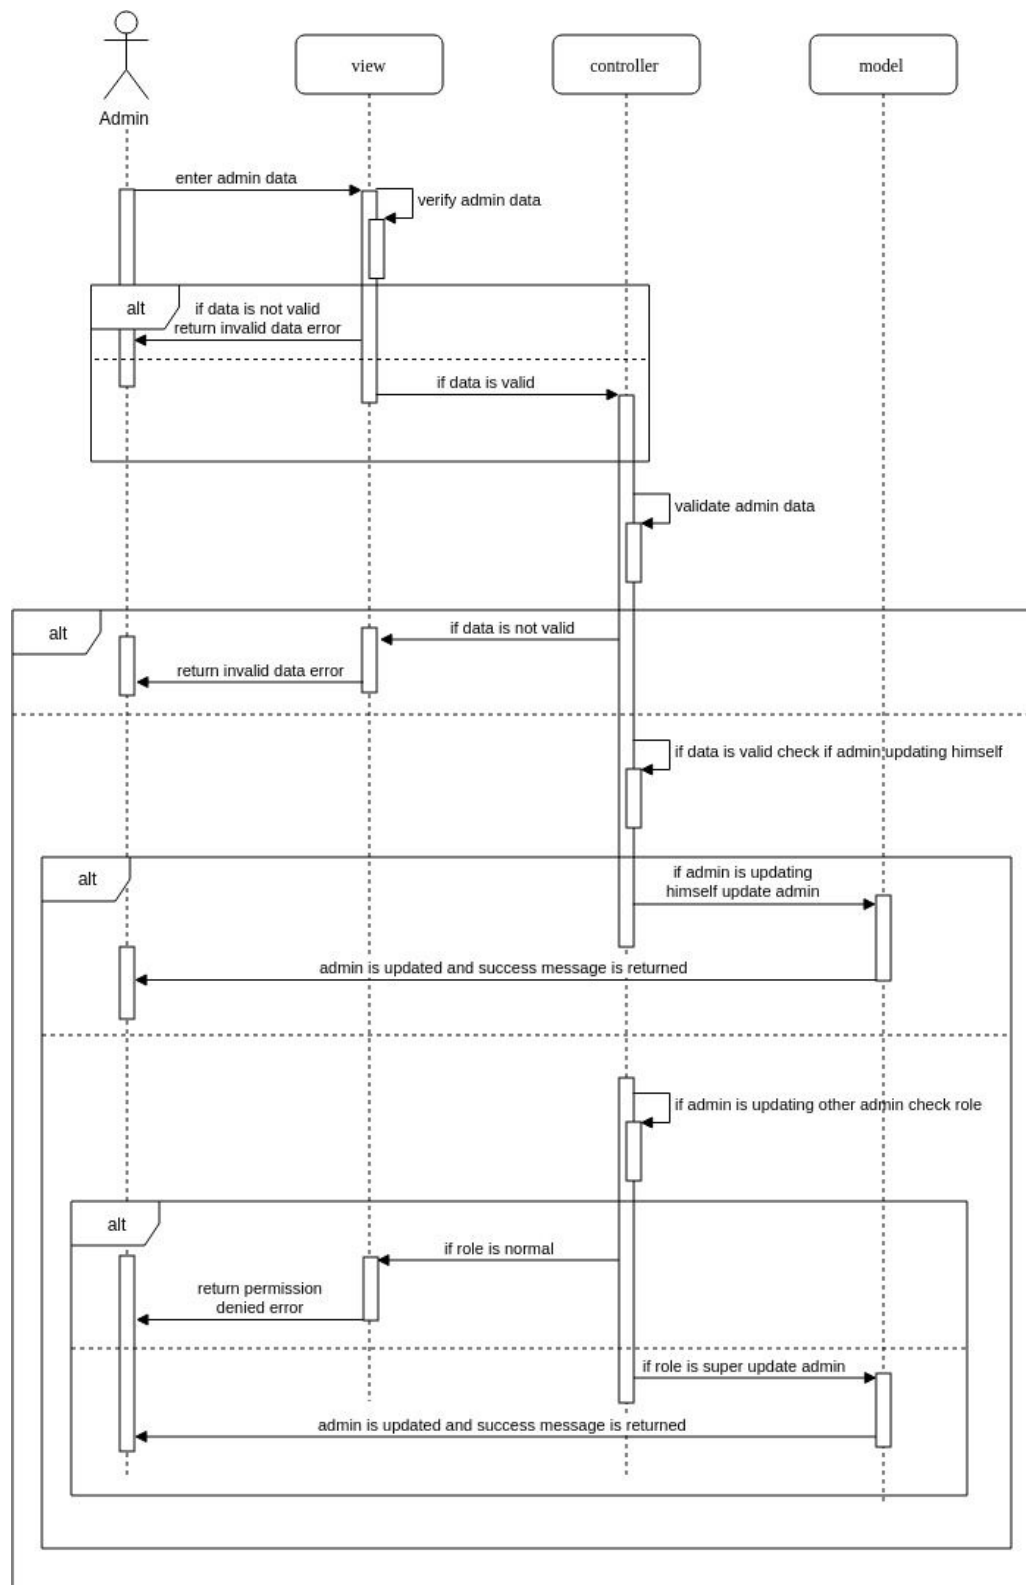 Admin
view
controller
model
enter admin data
verify admin data
alt
if data is not valid
return invalid data error
if data is valid
validate admin data
alt
if data is not valid
return invalid data error
if data is valid check if admin updating himself
alt
if admin is updating
himself update admin
admin is updated and success message is returned
if admin is updating other admin check role
alt
if role is normal
return permission
denied error
if role is super update admin
admin is updated and success message is returned